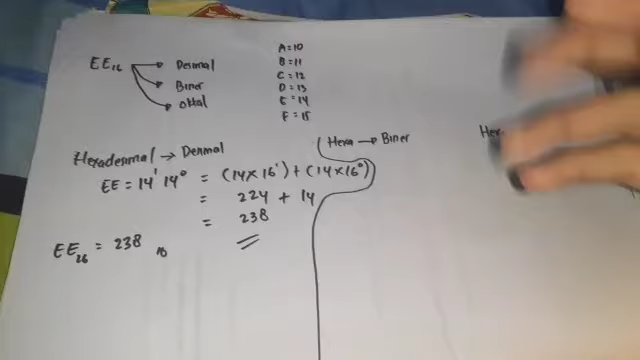 EE₁₆ → Desimal
→ Biner
→ Oktal
A = 10
B = 11
C = 12
D = 13
E = 14
F = 15
Hexadesimal → Desimal
EE = 14¹ 14⁰ = (14 x 16¹) + (14 x 16⁰)
= 224 + 14
= 238
EE₁₆ = 238 ₁₀
Hexa → Biner